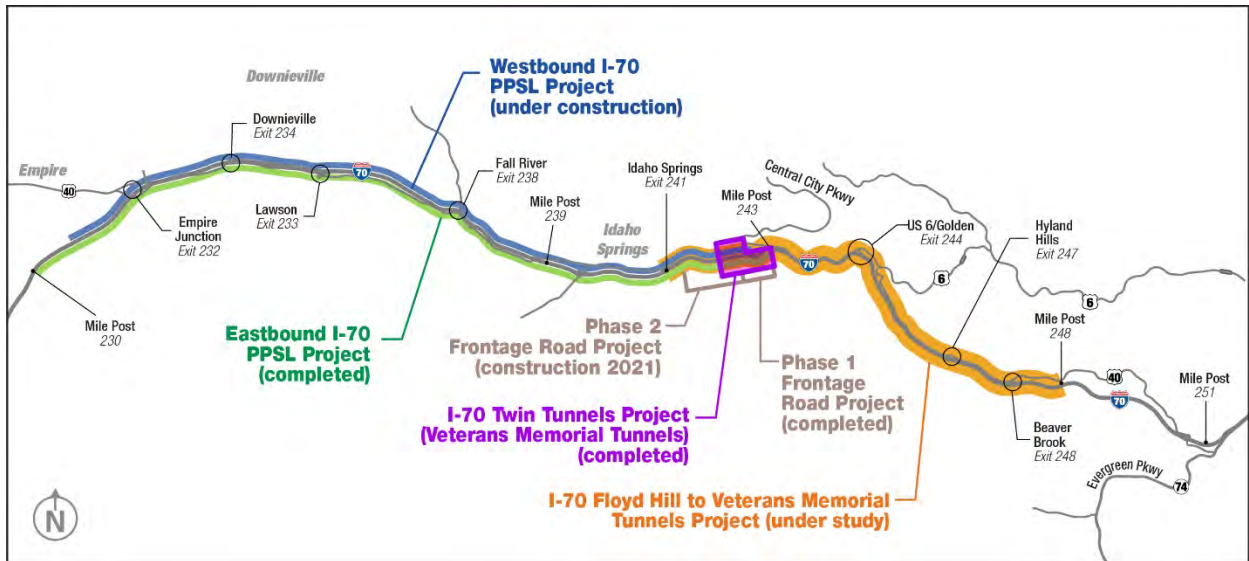 Downieville
Westbound I-70
PPSL Project
(under construction)
Downieville
Exit 234
Empire
40
70
Fall River
Exit 238
Idaho Springs
Exit 241
Central City Pkwy
Mile Post
243
US 6/Golden
Exit 244
Hyland
Hills
Exit 247
Lawson
Exit 233
Mile Post
239
Empire
Junction
Exit 232
Idaho
Springs
70
6
6
Mile Post
230
Eastbound I-70
PPSL Project
(completed)
Phase 2
Frontage Road Project
(construction 2021)
Phase 1
Frontage
Road Project
(completed)
Mile Post
248
40
70
Mile Post
251
I-70 Twin Tunnels Project
(Veterans Memorial Tunnels)
(completed)
Beaver
Brook
Exit 248
Evergreen Pkwy
74
I-70 Floyd Hill to Veterans Memorial
Tunnels Project (under study)
N